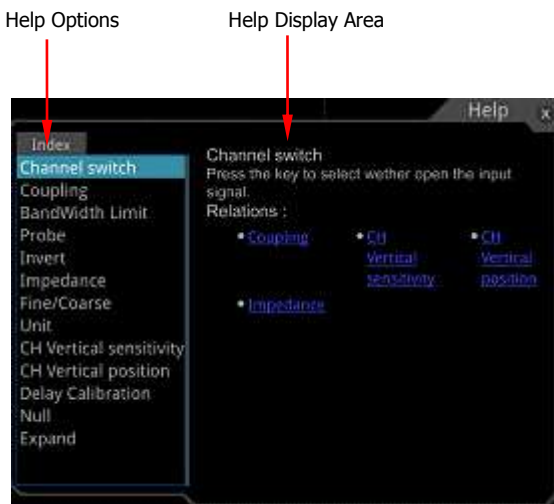 Help Options
Help Display Area
Help x
Index
Channel switch
Coupling
BandWidth Limit
Probe
Invert
Impedance
Fine/Coarse
Unit
CH Vertical sensitivity
CH Vertical position
Delay Calibration
Null
Expand
Channel switch
Press the key to select wether open the input
signal.
Relations :
• Coupling
• CH
Vertical
sensitivity
• CH
Vertical
position
• Impedance